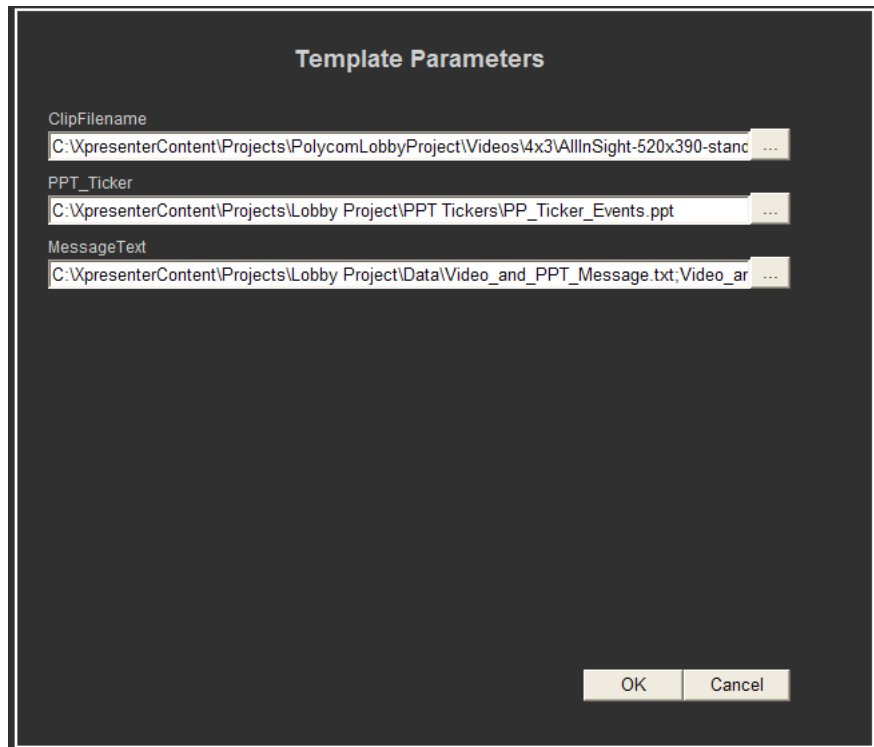 Template Parameters
ClipFilename
C:\XpresenterContent\Projects\PolycomLobbyProject\Videos\4x3\AllInSight-520x390-stand
...
PPT_Ticker
C:\XpresenterContent\Projects\Lobby Project\PPT Tickers\PP_Ticker_Events.ppt
...
MessageText
C:\XpresenterContent\Projects\Lobby Project\Data\Video_and_PPT_Message.txt;Video_ar
...
OK
Cancel